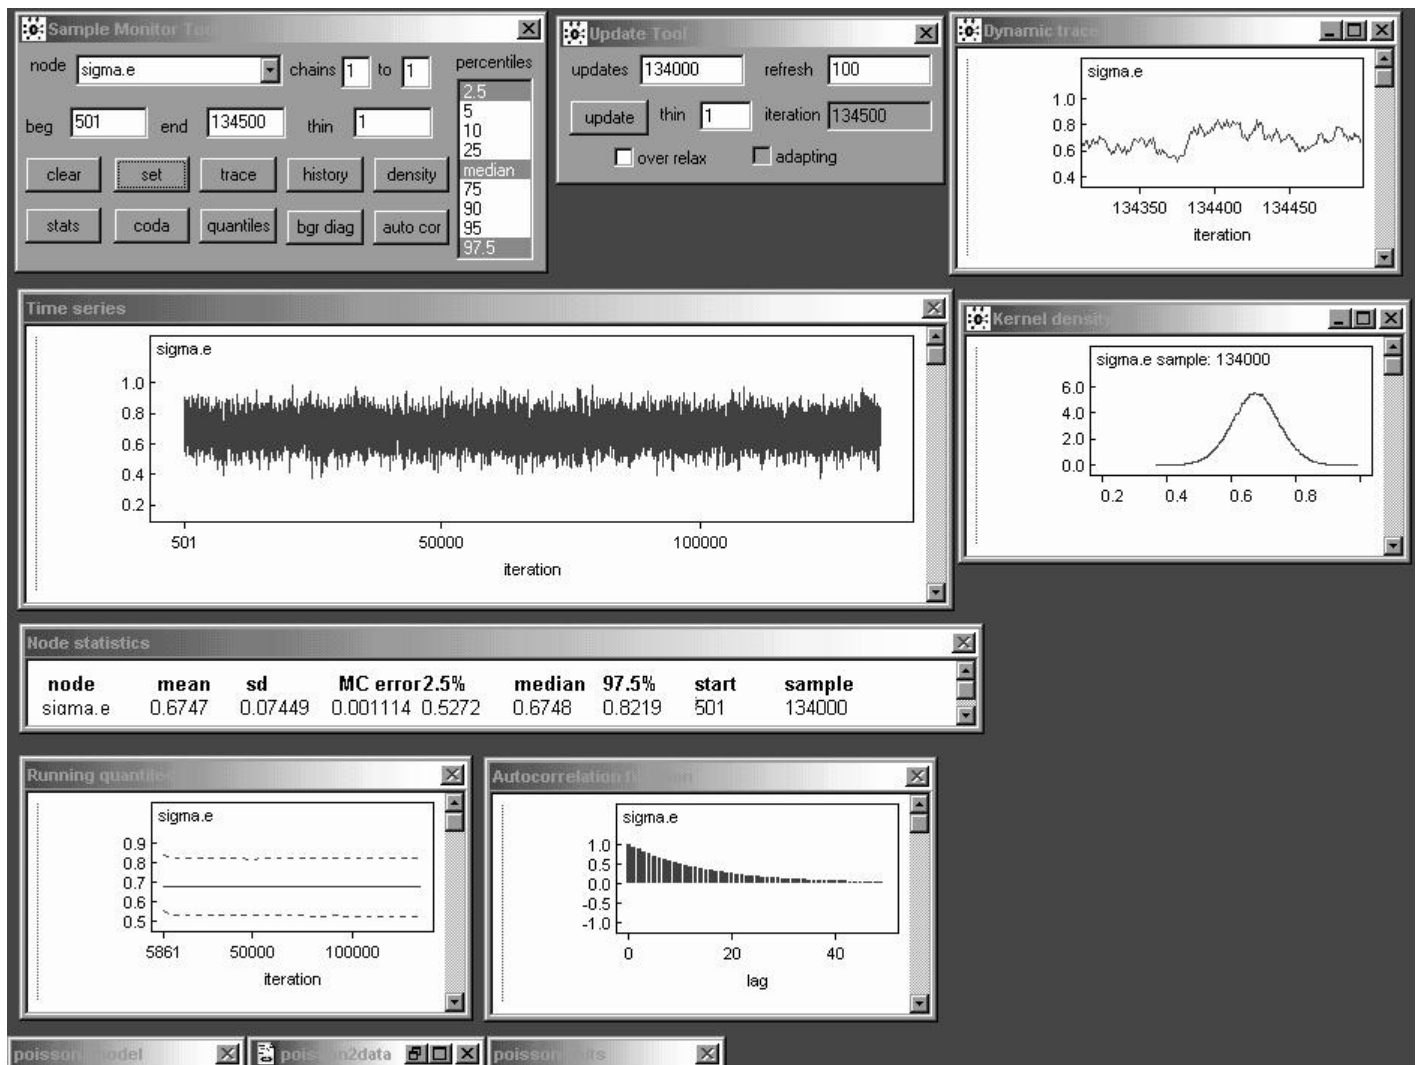 Sample Monitor Tool
node sigma.e chains 1 to 1 percentiles
2.5
5
10
25
median
75
90
95
97.5
beg 501 end 134500 thin 1
clear set trace history density
stats coda quantiles bgr diag auto cor
Update Tool
updates 134000 refresh 100
update thin 1 iteration 134500
over relax adapting
Dynamic trace
sigma.e
1.0
0.8
0.6
0.4
134350 134400 134450
iteration
Time series
sigma.e
1.0
0.8
0.6
0.4
0.2
501 50000 100000
iteration
Kernel density
sigma.e sample: 134000
6.0
4.0
2.0
0.0
0.2 0.4 0.6 0.8
Node statistics
node mean sd MC error 2.5% median 97.5% start sample
sigma.e 0.6747 0.07449 0.001114 0.5272 0.6748 0.8219 501 134000
Running quantiles
sigma.e
0.9
0.8
0.7
0.6
0.5
5861 50000 100000
iteration
Autocorrelation function
sigma.e
1.0
0.5
0.0
-0.5
-1.0
0 20 40
lag
poisson model
poisson2data
poisson inits